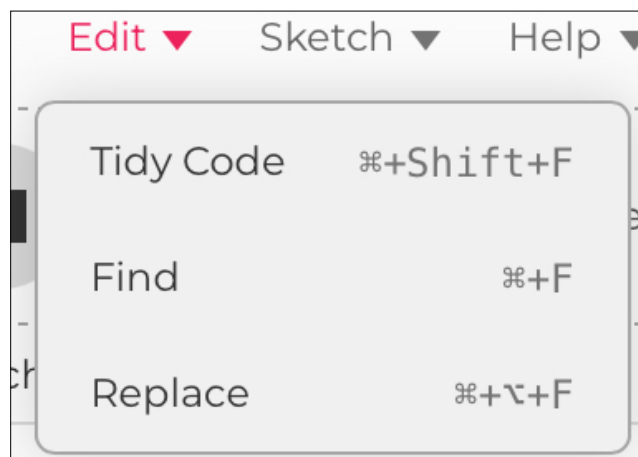 Edit ▼ Sketch ▼ Help ▼
Tidy Code ⌘+Shift+F
Find ⌘+F
Replace ⌘+⌥+F